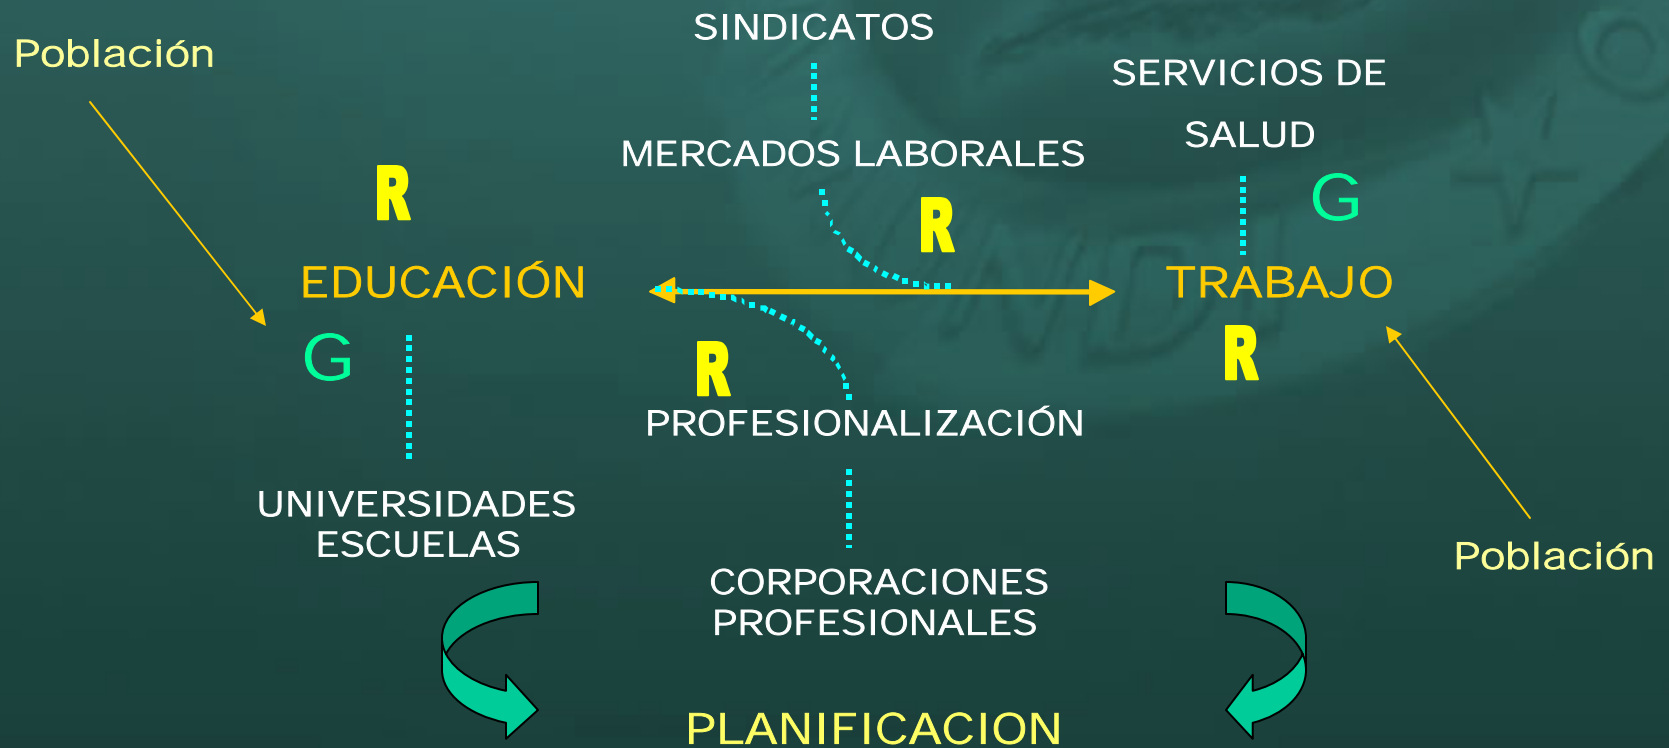 SINDICATOS
Población
SERVICIOS DE
SALUD
MERCADOS LABORALES
R
R
G
EDUCACIÓN
TRABAJO
G
R
R
PROFESIONALIZACIÓN
UNIVERSIDADES
ESCUELAS
Población
CORPORACIONES
PROFESIONALES
PLANIFICACION